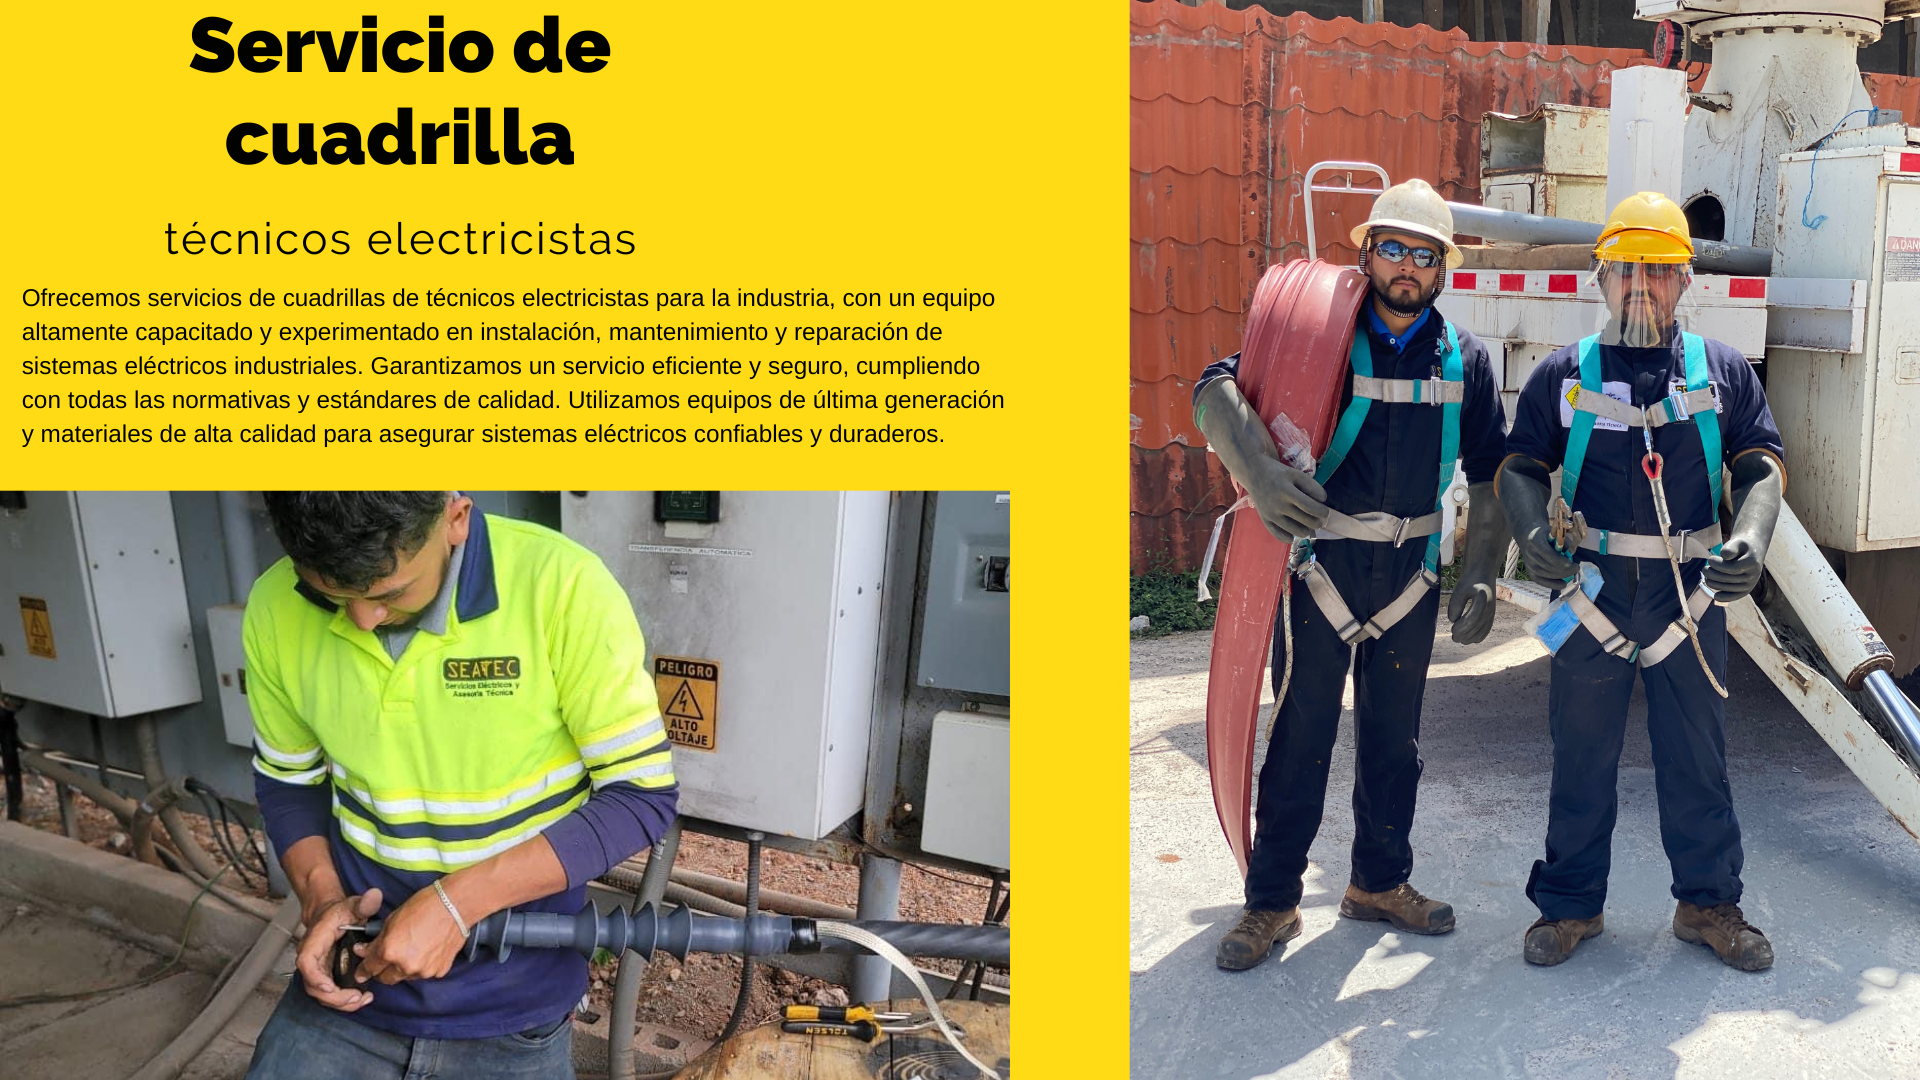 Servicio de
cuadrilla
técnicos electricistas
Ofrecemos servicios de cuadrillas de técnicos electricistas para la industria, con un equipo
altamente capacitado y experimentado en instalación, mantenimiento y reparación de
sistemas eléctricos industriales. Garantizamos un servicio eficiente y seguro, cumpliendo
con todas las normativas y estándares de calidad. Utilizamos equipos de última generación
y materiales de alta calidad para asegurar sistemas eléctricos confiables y duraderos.
TRANSFERENCIA AUTOMATICA
SEATEC
Servicios Eléctricos y
Asesoría Técnica
PELIGRO
ALTO
OLTAJE
ALTO
TOLSEN
DAN